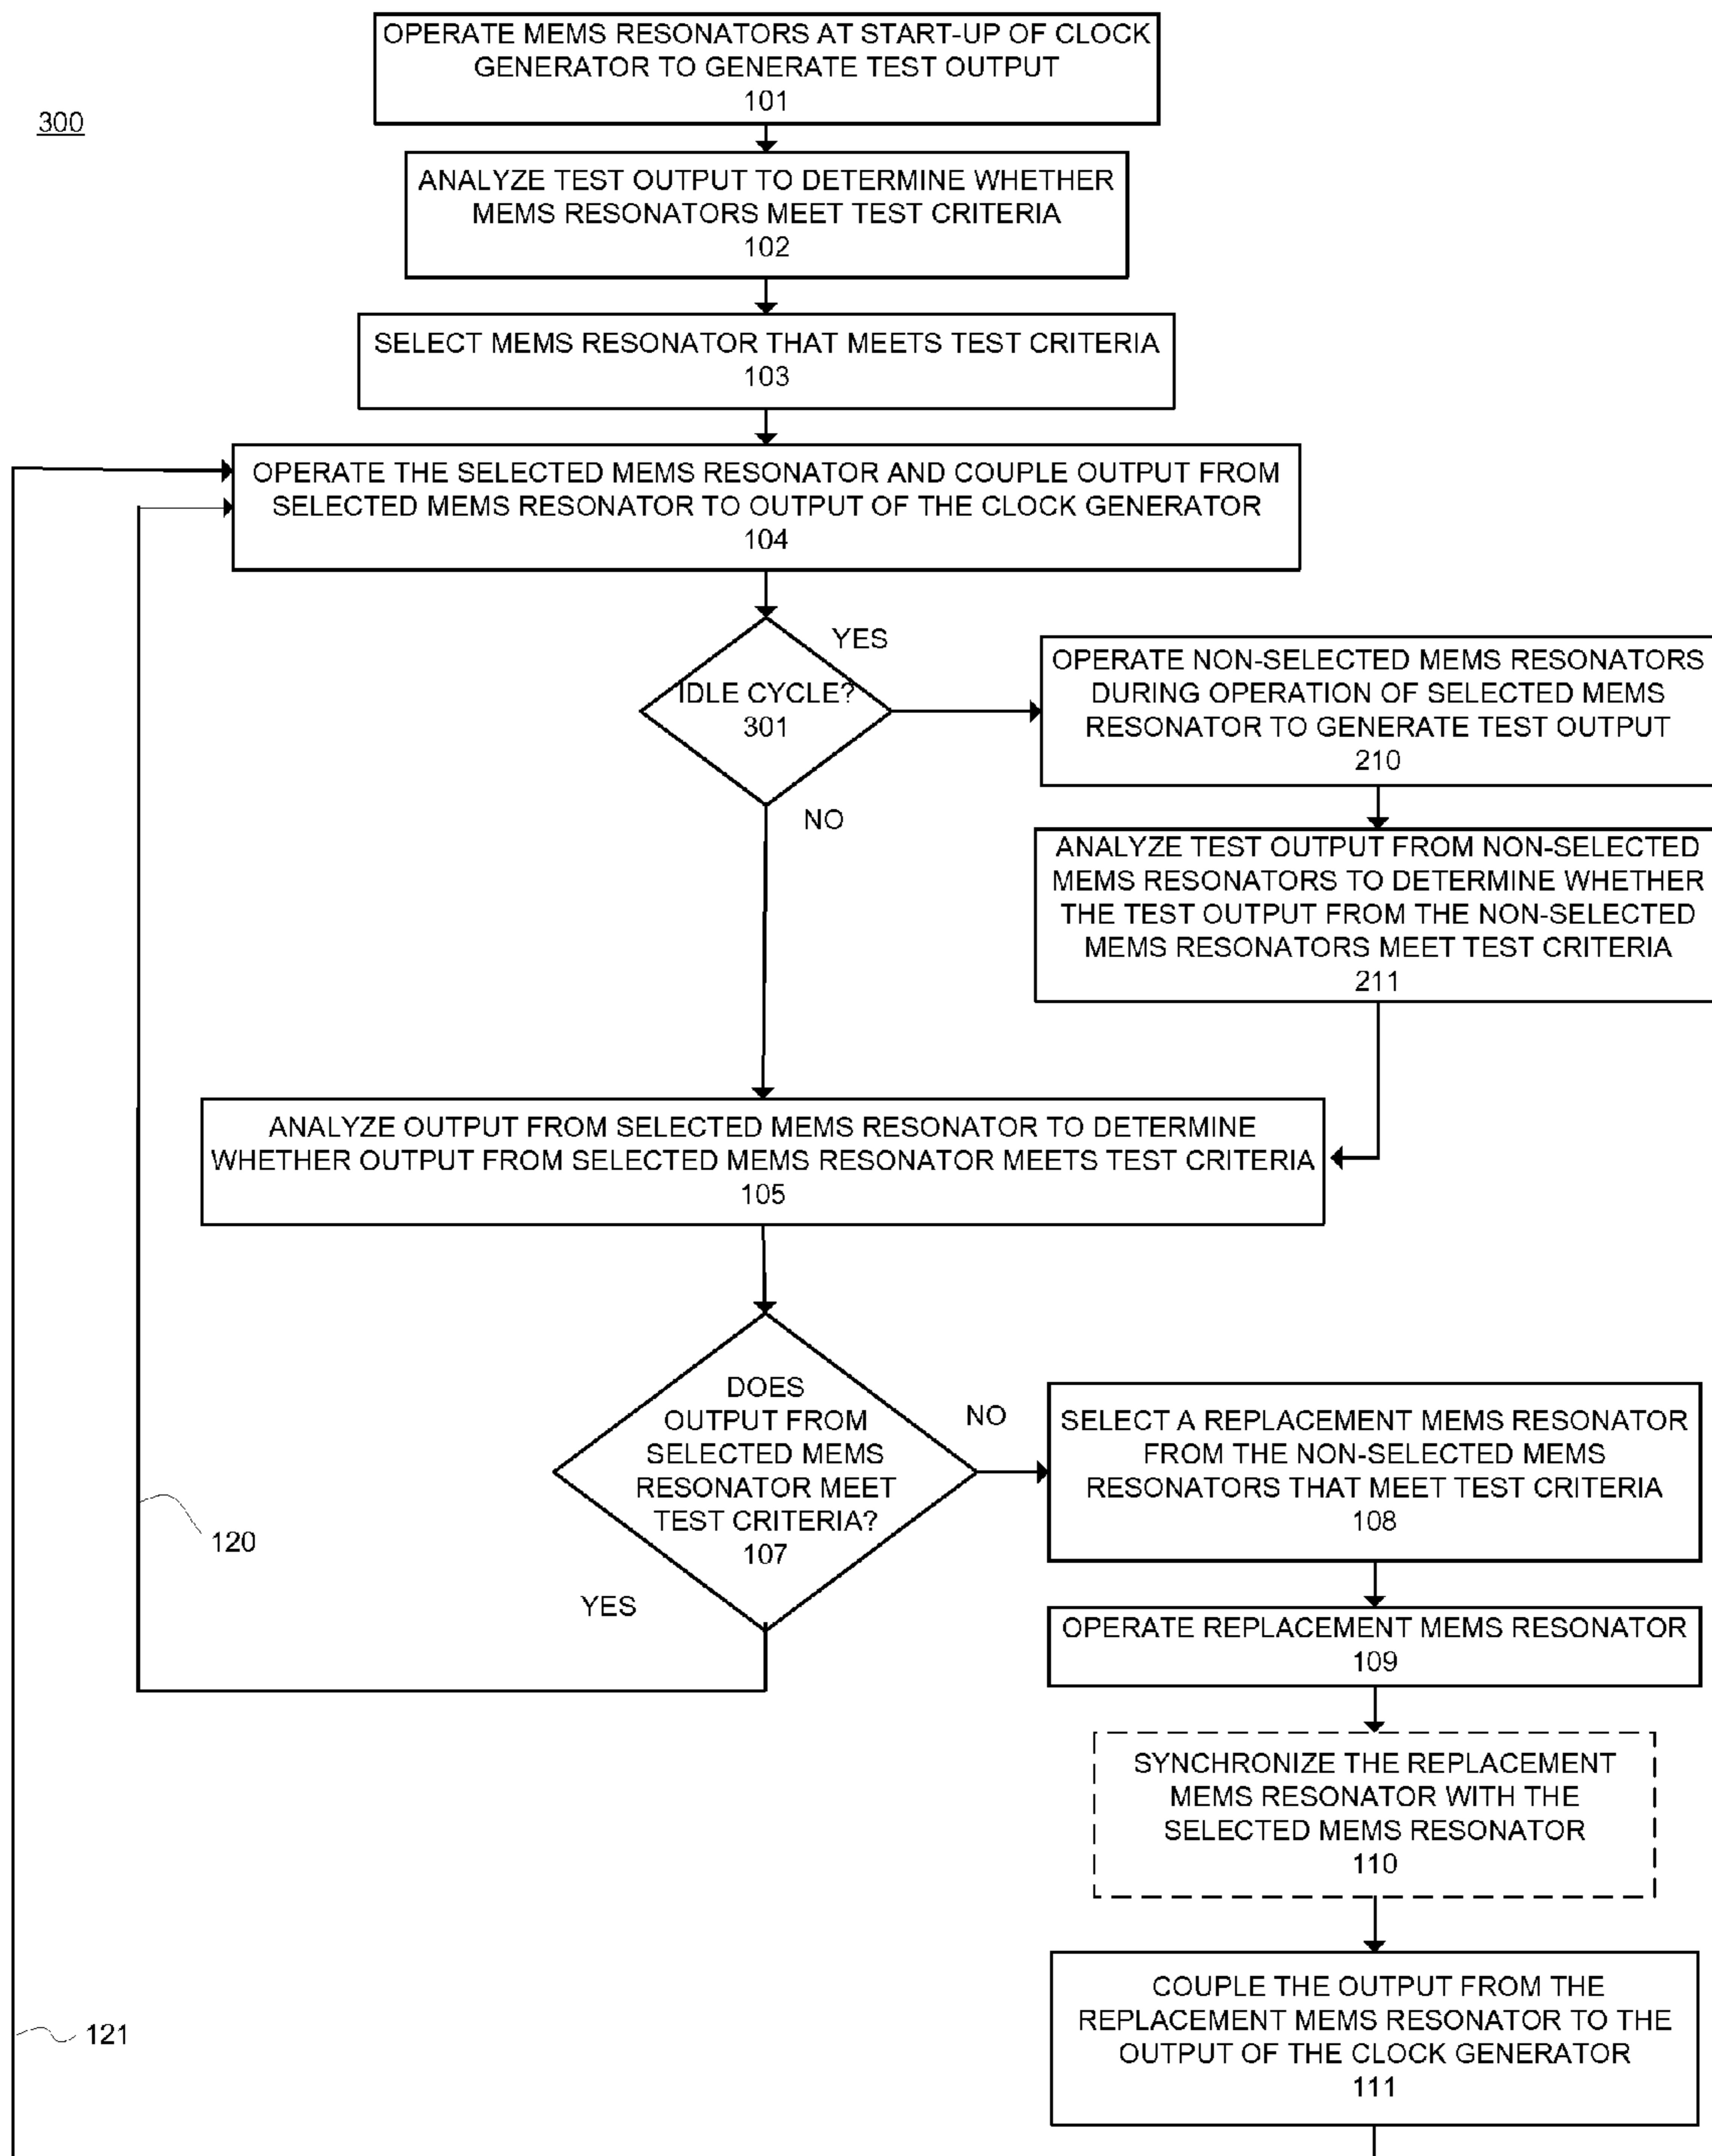 300
OPERATE MEMS RESONATORS AT START-UP OF CLOCK
GENERATOR TO GENERATE TEST OUTPUT
101
ANALYZE TEST OUTPUT TO DETERMINE WHETHER
MEMS RESONATORS MEET TEST CRITERIA
102
SELECT MEMS RESONATOR THAT MEETS TEST CRITERIA
103
OPERATE THE SELECTED MEMS RESONATOR AND COUPLE OUTPUT FROM
SELECTED MEMS RESONATOR TO OUTPUT OF THE CLOCK GENERATOR
104
IDLE CYCLE?
301
YES
NO
OPERATE NON-SELECTED MEMS RESONATORS
DURING OPERATION OF SELECTED MEMS
RESONATOR TO GENERATE TEST OUTPUT
210
ANALYZE TEST OUTPUT FROM NON-SELECTED
MEMS RESONATORS TO DETERMINE WHETHER
THE TEST OUTPUT FROM THE NON-SELECTED
MEMS RESONATORS MEET TEST CRITERIA
211
ANALYZE OUTPUT FROM SELECTED MEMS RESONATOR TO DETERMINE
WHETHER OUTPUT FROM SELECTED MEMS RESONATOR MEETS TEST CRITERIA
105
DOES
OUTPUT FROM
SELECTED MEMS
RESONATOR MEET
TEST CRITERIA?
107
NO
YES
120
SELECT A REPLACEMENT MEMS RESONATOR
FROM THE NON-SELECTED MEMS
RESONATORS THAT MEET TEST CRITERIA
108
OPERATE REPLACEMENT MEMS RESONATOR
109
SYNCHRONIZE THE REPLACEMENT
MEMS RESONATOR WITH THE
SELECTED MEMS RESONATOR
110
COUPLE THE OUTPUT FROM THE
REPLACEMENT MEMS RESONATOR TO THE
OUTPUT OF THE CLOCK GENERATOR
111
121